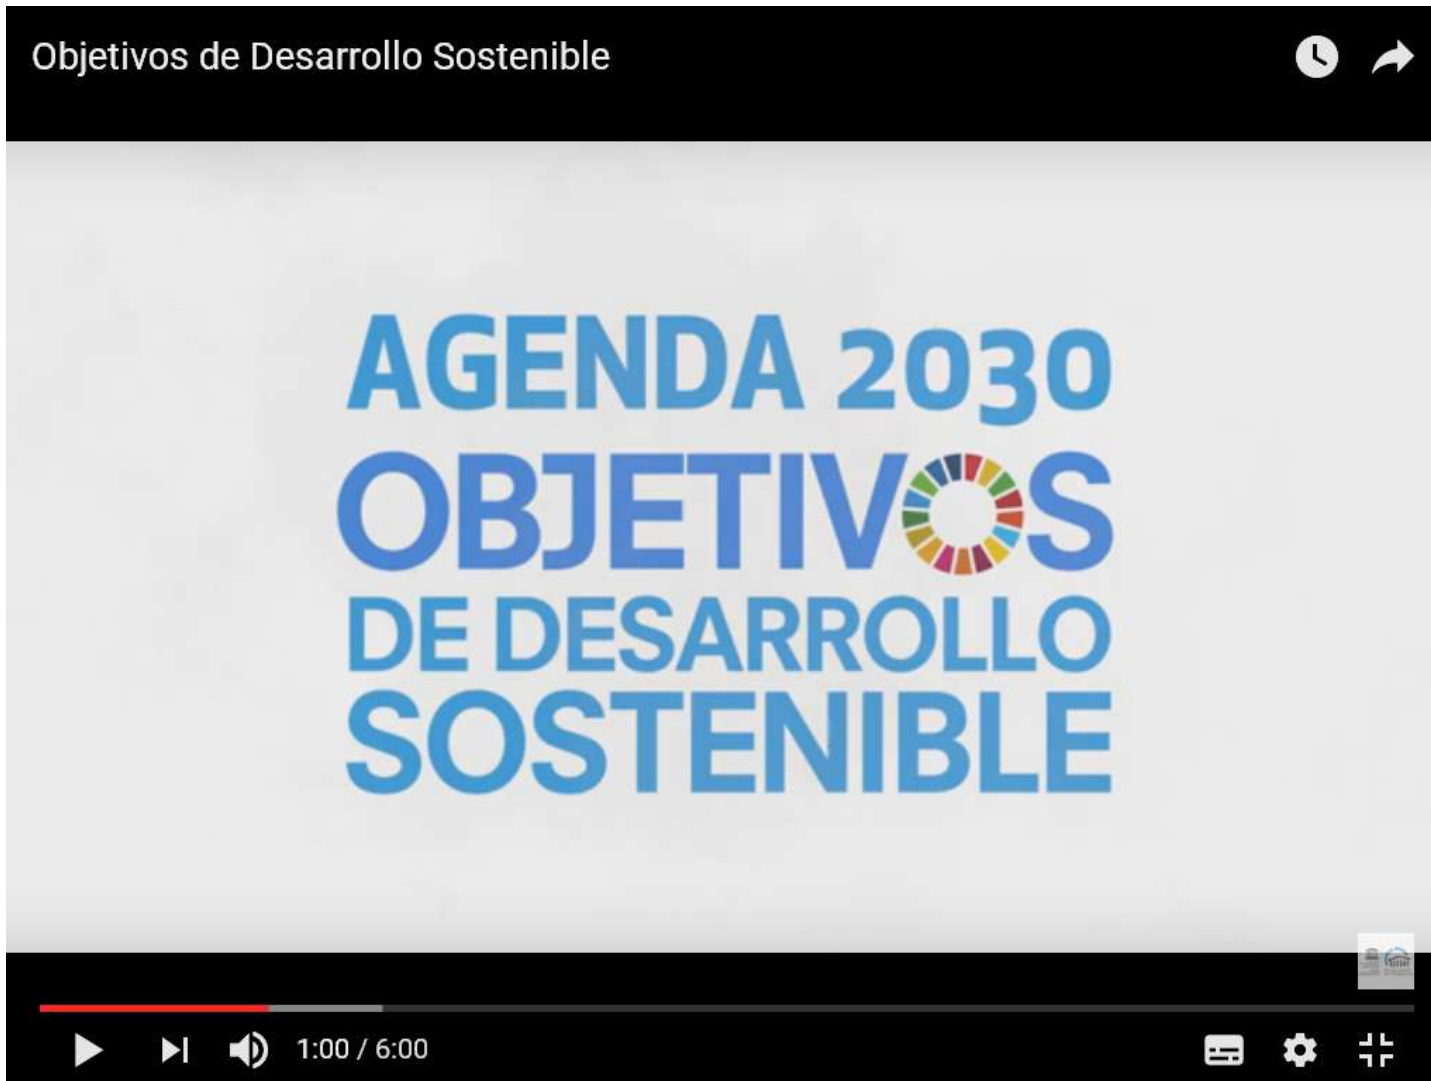 Objetivos de Desarrollo Sostenible
AGENDA 2030
OBJETIVOS
DE DESARROLLO
SOSTENIBLE
1:00 / 6:00